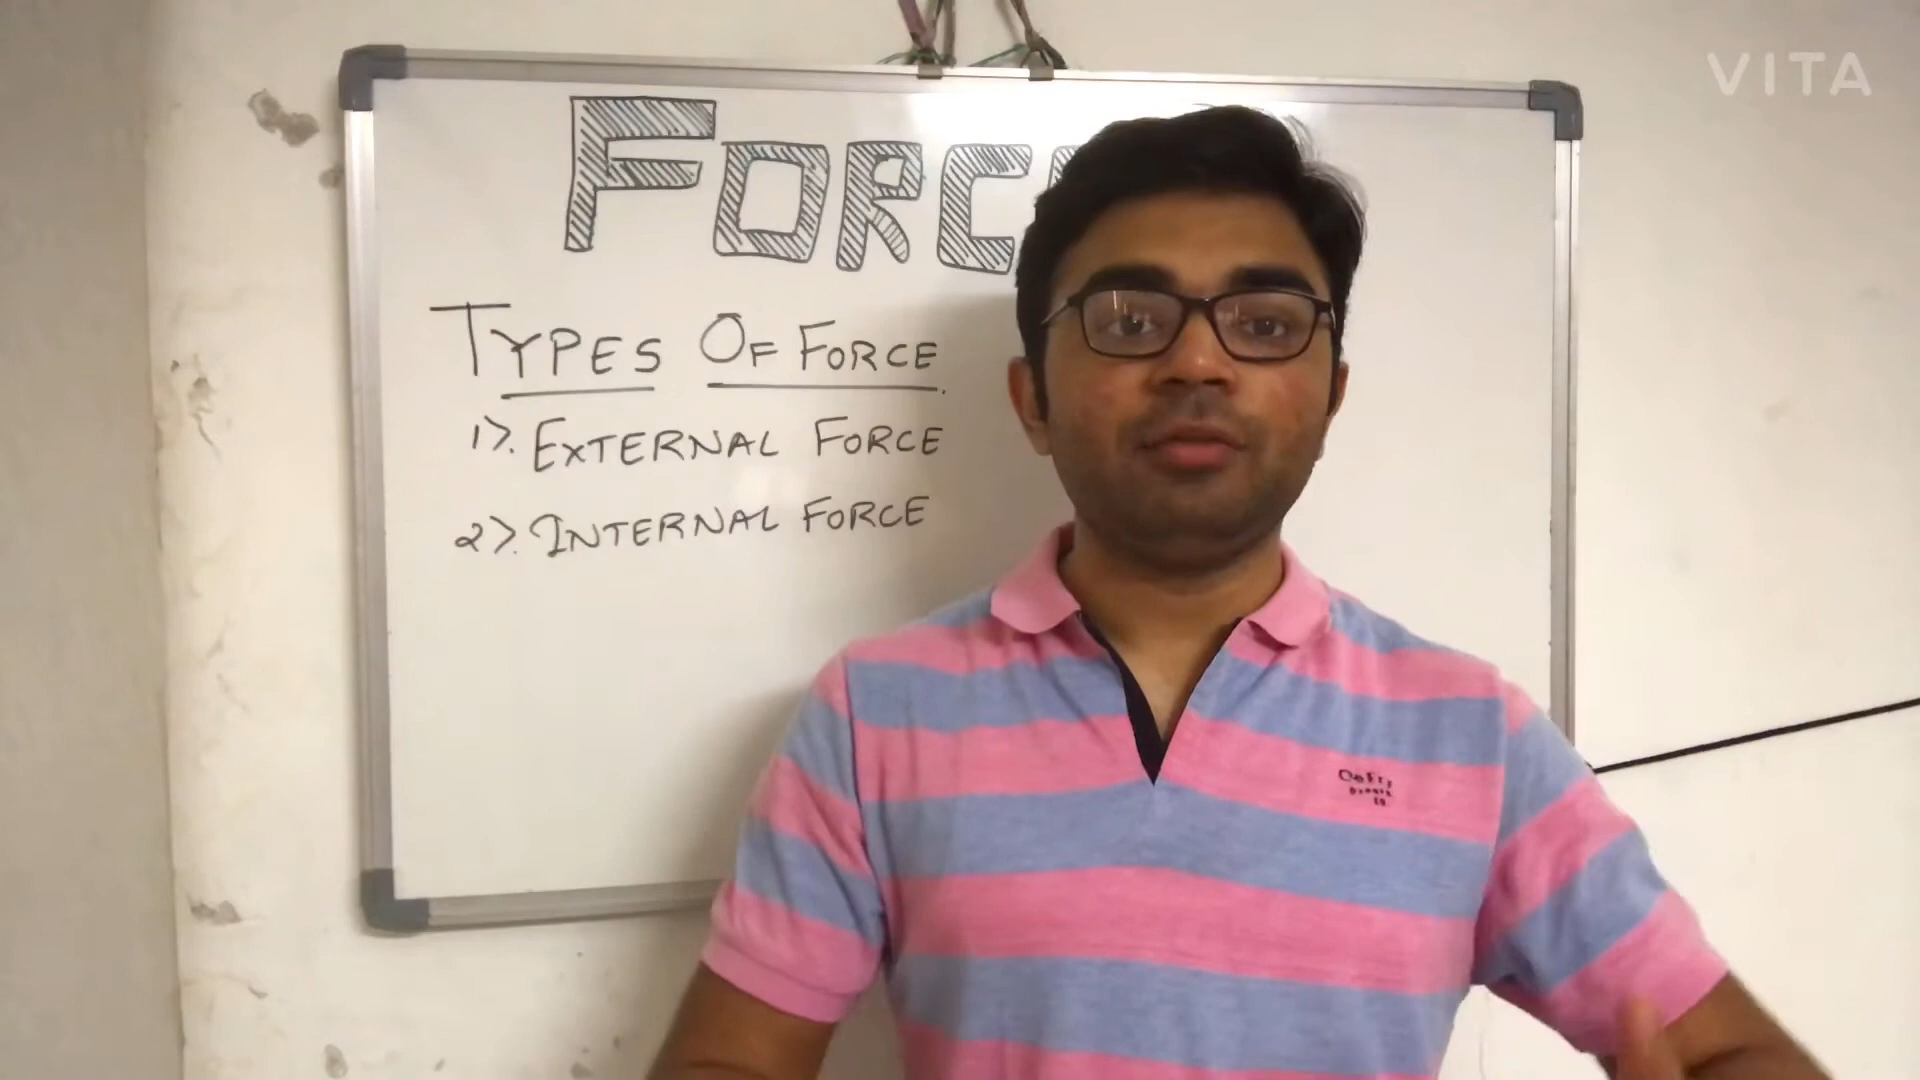 VITA
FORC
TYPES OF FORCE
1). EXTERNAL FORCE
2). INTERNAL FORCE